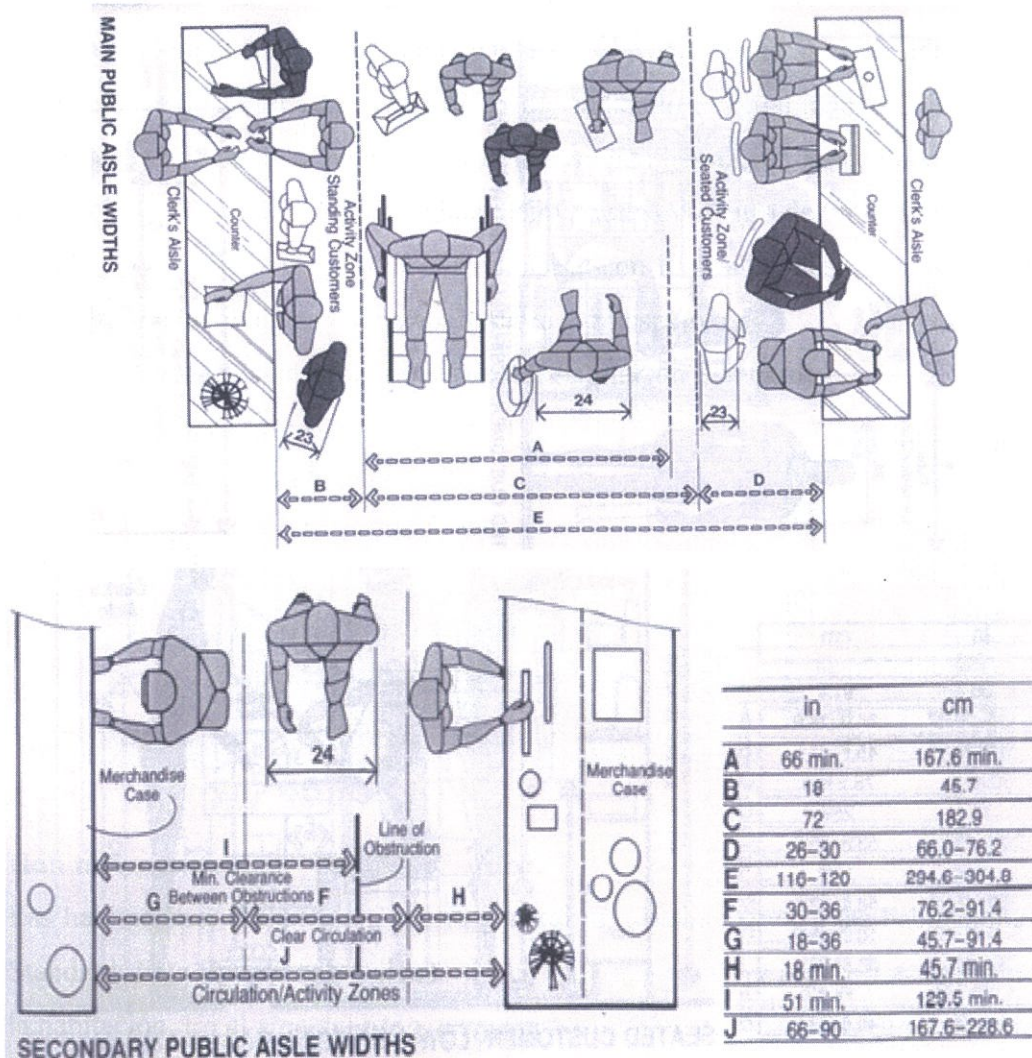 MAIN PUBLIC AISLE WIDTHS
Clerk's Aisle
Counter
Activity Zone
Standing Customers
Activity Zone/
Seated Customers
Counter
Clerk's Aisle
23
24
23
A
B
C
D
E
24
Merchandise
Case
Merchandise
Case
Line of
Obstruction
I
Min. Clearance
Between Obstructions
G
F
H
Clear Circulation
J
Circulation/Activity Zones
SECONDARY PUBLIC AISLE WIDTHS
in cm
A 66 min. 167.6 min.
B 18 45.7
C 72 182.9
D 26–30 66.0–76.2
E 116–120 294.6–304.8
F 30–36 76.2–91.4
G 18–36 45.7–91.4
H 18 min. 45.7 min.
I 51 min. 129.5 min.
J 66–90 167.6–228.6